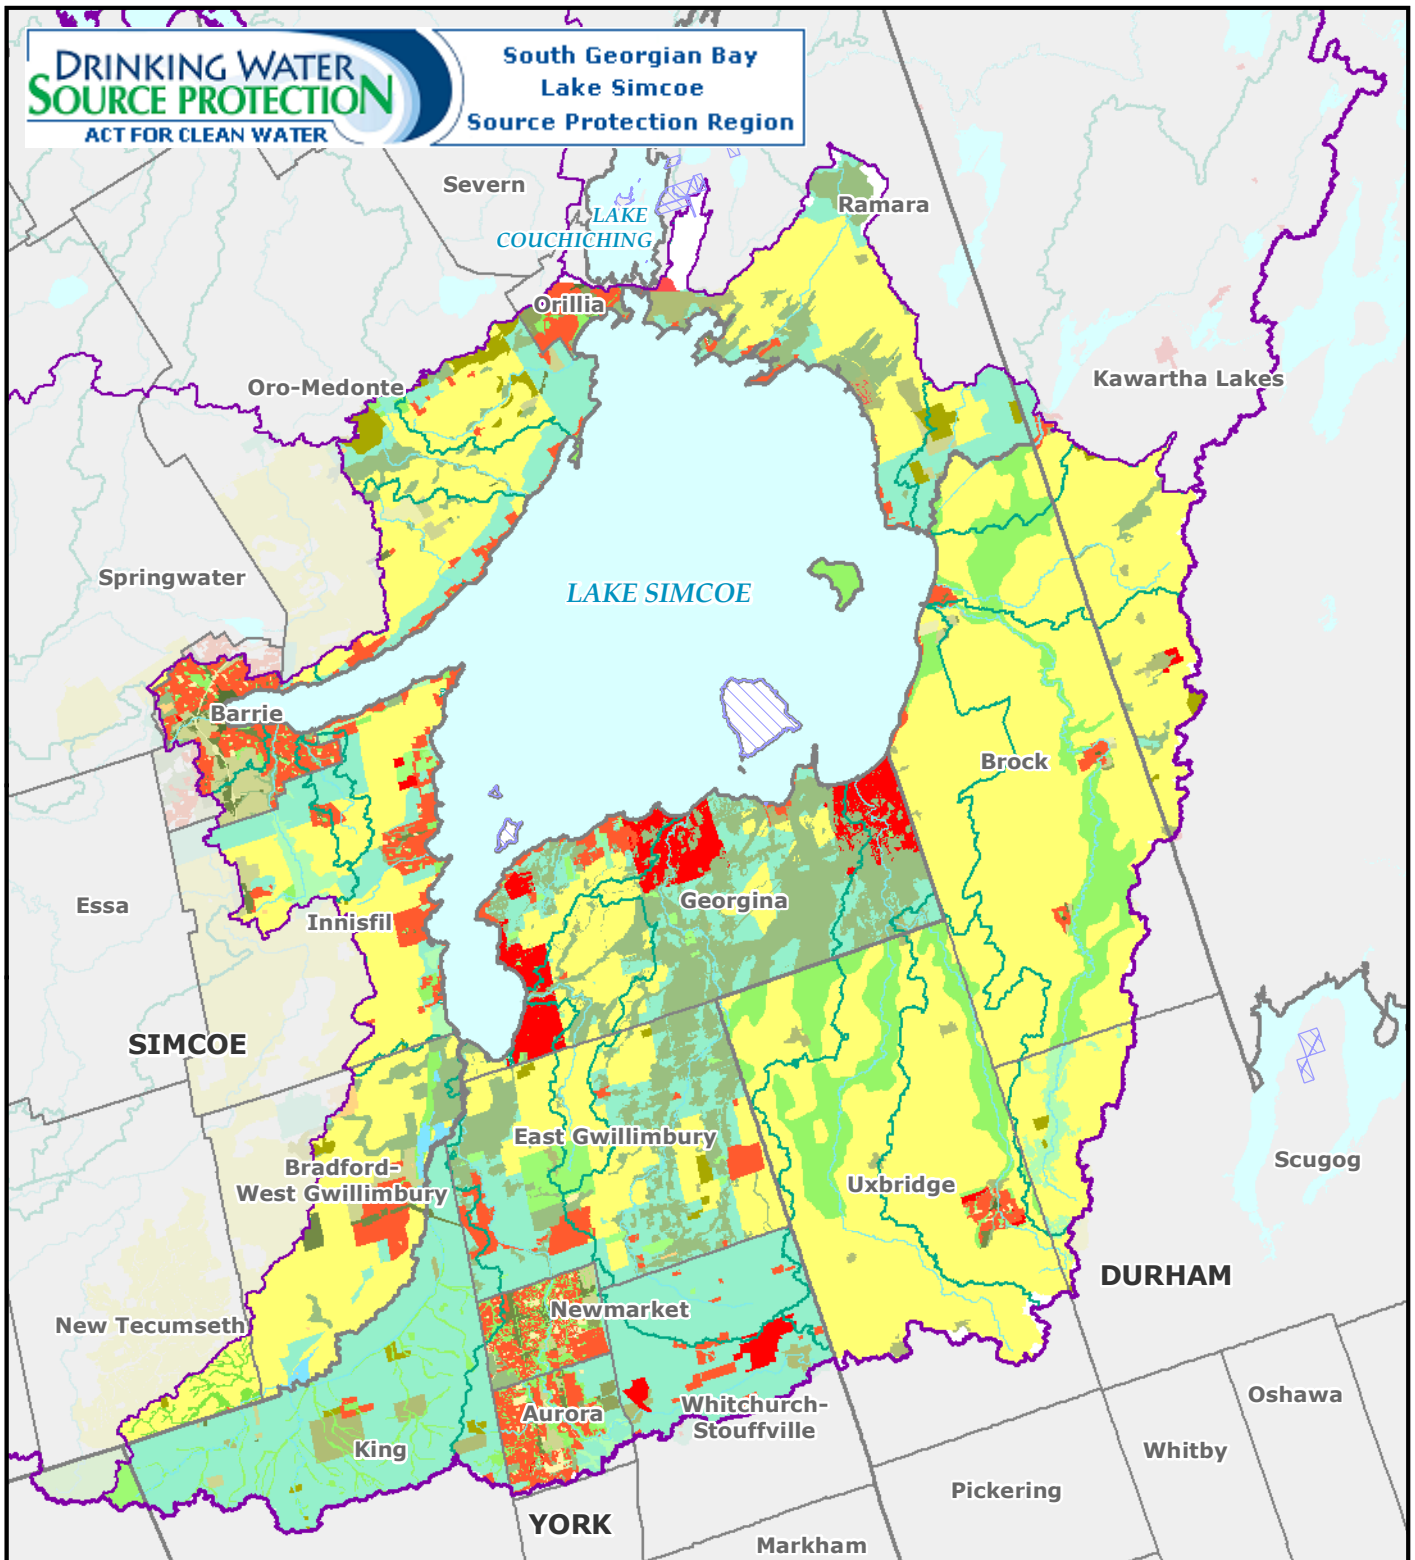 DRINKING WATER
SOURCE PROTECTION
ACT FOR CLEAN WATER
South Georgian Bay
Lake Simcoe
Source Protection Region
Severn
Ramara
LAKE
COUCHICHING
Orillia
Oro-Medonte
Kawartha Lakes
Springwater
LAKE SIMCOE
Barrie
Brock
Essa
Georgina
Innisfil
SIMCOE
East Gwillimbury
Bradford-
West Gwillimbury
Uxbridge
Scugog
DURHAM
New Tecumseth
Newmarket
Oshawa
Aurora
Whitchurch-
Stouffville
King
Whitby
Pickering
YORK
Markham